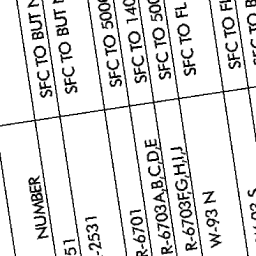 NUMBER
51 SFC TO BUT
-2531 SFC TO BUT
R-6701 SFC TO 500
R-6703A,B,C,D,E SFC TO 140
R-6703F,G,H,I,J SFC TO 500
W-93 N SFC TO FL
93 S SFC TO FL
SFC TO